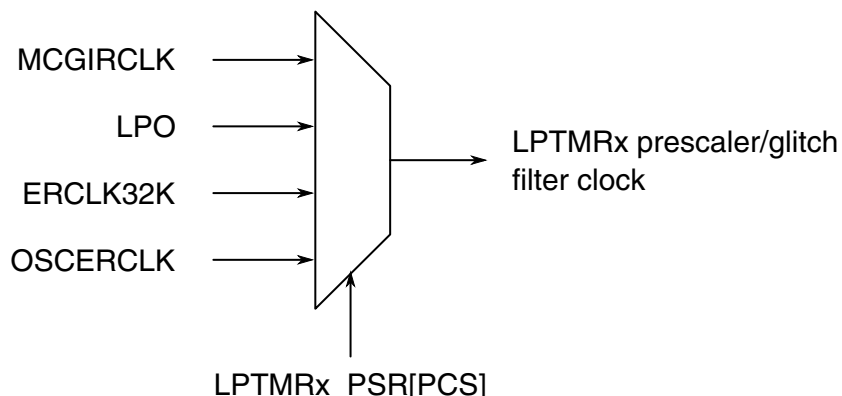 MCGIRCLK
LPO
ERCLK32K
OSCERCLK
LPTMRx prescaler/glitch
filter clock
LPTMRx_PSR[PCS]